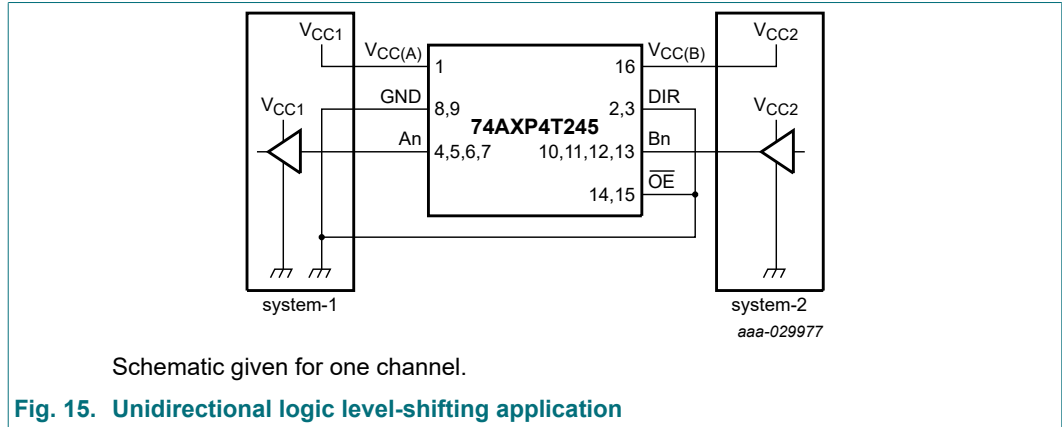 VCC1
VCC(A)
1
16
VCC(B)
VCC2
GND
8,9
2,3
DIR
VCC1
74AXP4T245
VCC2
An
4,5,6,7
10,11,12,13
Bn
14,15
OE
system-1
system-2
aaa-029977
Schematic given for one channel.
Fig. 15. Unidirectional logic level-shifting application